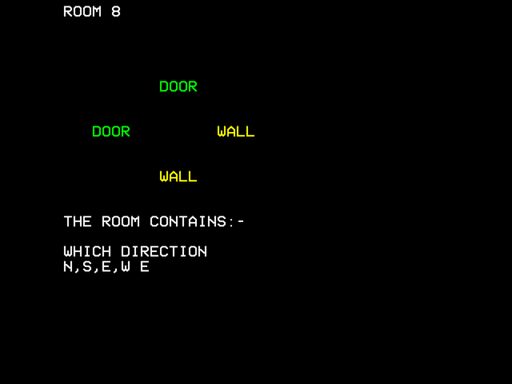 ROOM 8
DOOR
DOOR WALL
WALL
THE ROOM CONTAINS:-
WHICH DIRECTION
N,S,E,W E